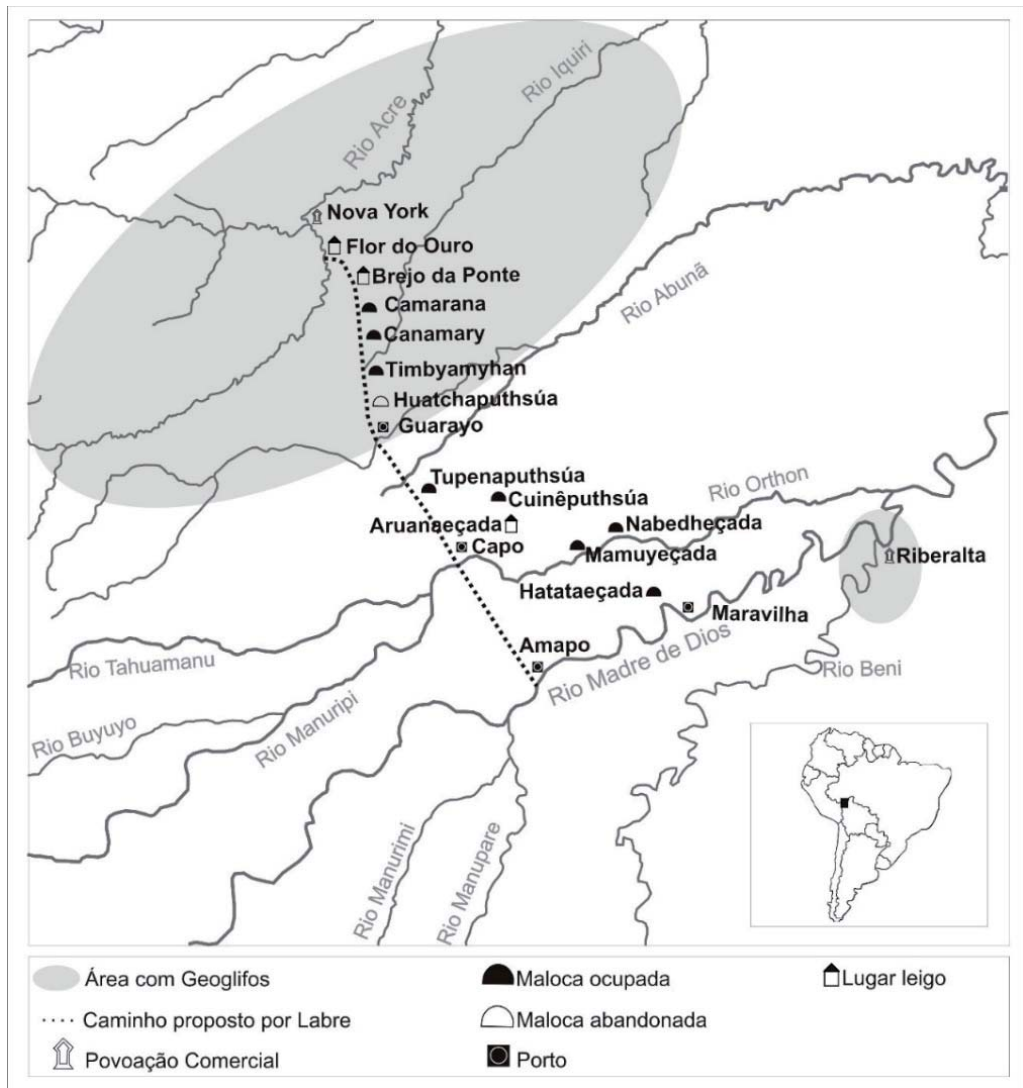 Rio Iquiri
Rio Acre
Nova York
Flor do Ouro
Brejo da Ponte
Camarana
Canamary
Timbyamyhan
Huatchaputhsúa
Guarayo
Rio Abunã
Tupenaputhsúa
Cuinêputhsúa
Rio Orthon
Aruanaeçada
Nabedheçada
Capo
Mamuyeçada
Riberalta
Hatataeçada
Maravilha
Amapo
Rio Madre de Dios
Rio Beni
Rio Tahuamanu
Rio Buyuyo
Rio Manuripi
Rio Manurimi
Rio Manupare
Área com Geoglifos
Maloca ocupada
Lugar leigo
Caminho proposto por Labre
Maloca abandonada
Povoação Comercial
Porto